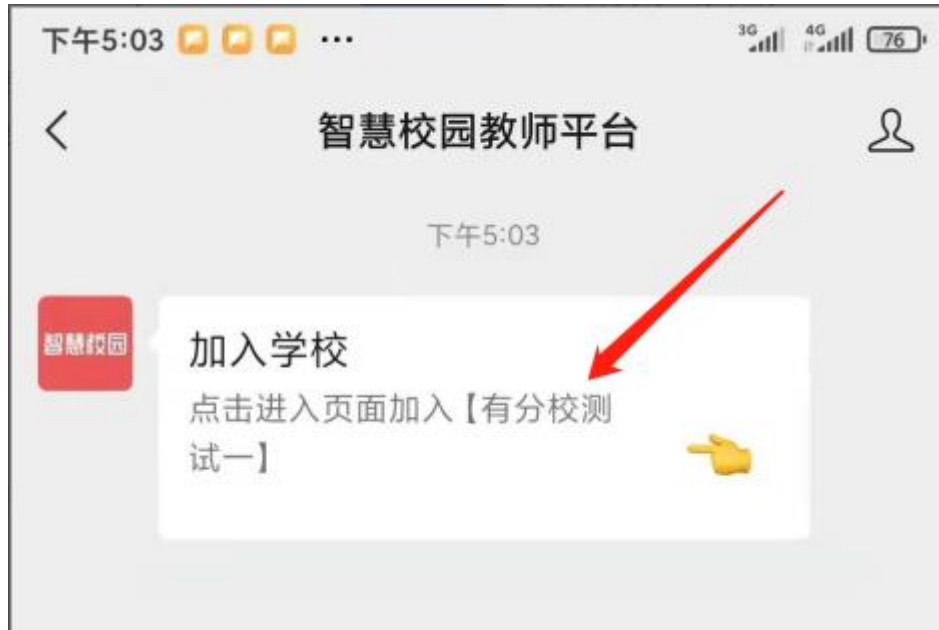 下午5:03 ···
3G 4G 76
智慧校园教师平台
下午5:03
智慧校园
加入学校
点击进入页面加入【有分校测
试一】